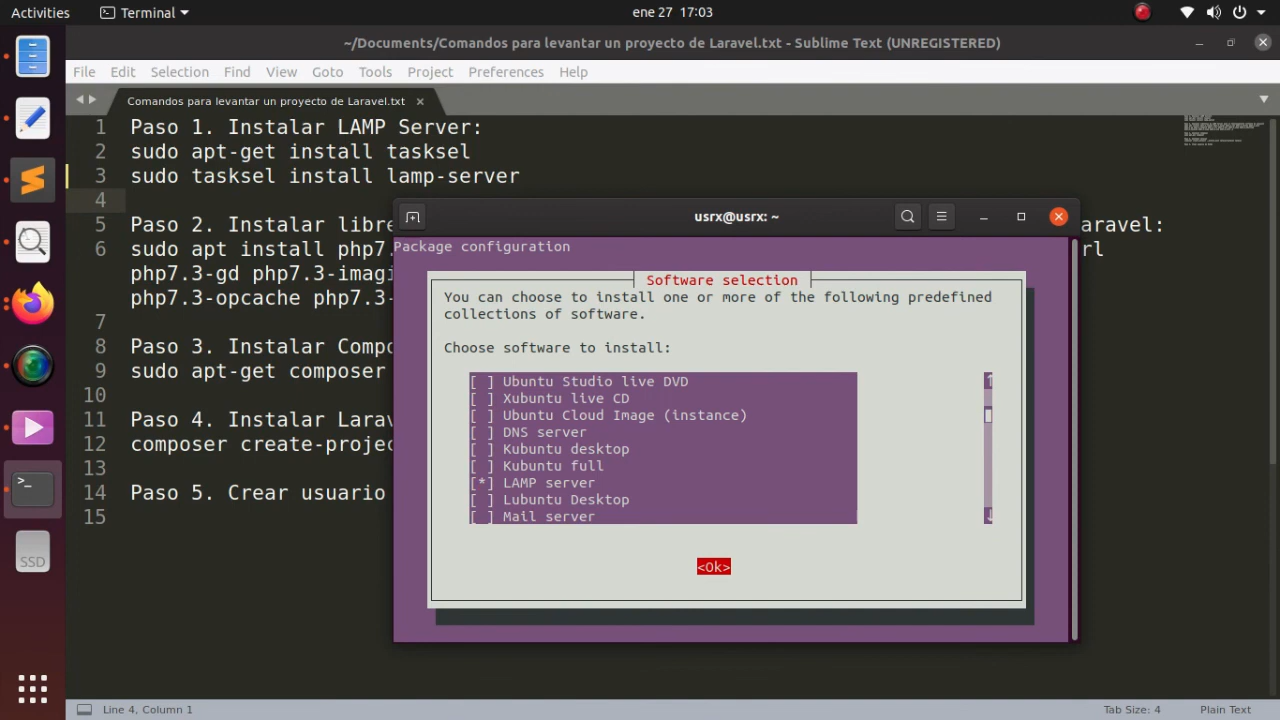 Activities
Terminal
ene 27 17:03
~/Documents/Comandos para levantar un proyecto de Laravel.txt - Sublime Text (UNREGISTERED)
File Edit Selection Find View Goto Tools Project Preferences Help
Comandos para levantar un proyecto de Laravel.txt
1 Paso 1. Instalar LAMP Server:
2 sudo apt-get install tasksel
3 sudo tasksel install lamp-server
4
5 Paso 2. Instalar libre aravel:
6 sudo apt install php7. rl
php7.3-gd php7.3-imagi
php7.3-opcache php7.3-
7
8 Paso 3. Instalar Compo
9 sudo apt-get composer
10
11 Paso 4. Instalar Larav
12 composer create-projec
13
14 Paso 5. Crear usuario
15
usrx@usrx: ~
Package configuration
Software selection
You can choose to install one or more of the following predefined
collections of software.
Choose software to install:
[ ] Ubuntu Studio live DVD
[ ] Xubuntu live CD
[ ] Ubuntu Cloud Image (instance)
[ ] DNS server
[ ] Kubuntu desktop
[ ] Kubuntu full
[*] LAMP server
[ ] Lubuntu Desktop
[ ] Mail server
<Ok>
SSD
Line 4, Column 1
Tab Size: 4
Plain Text